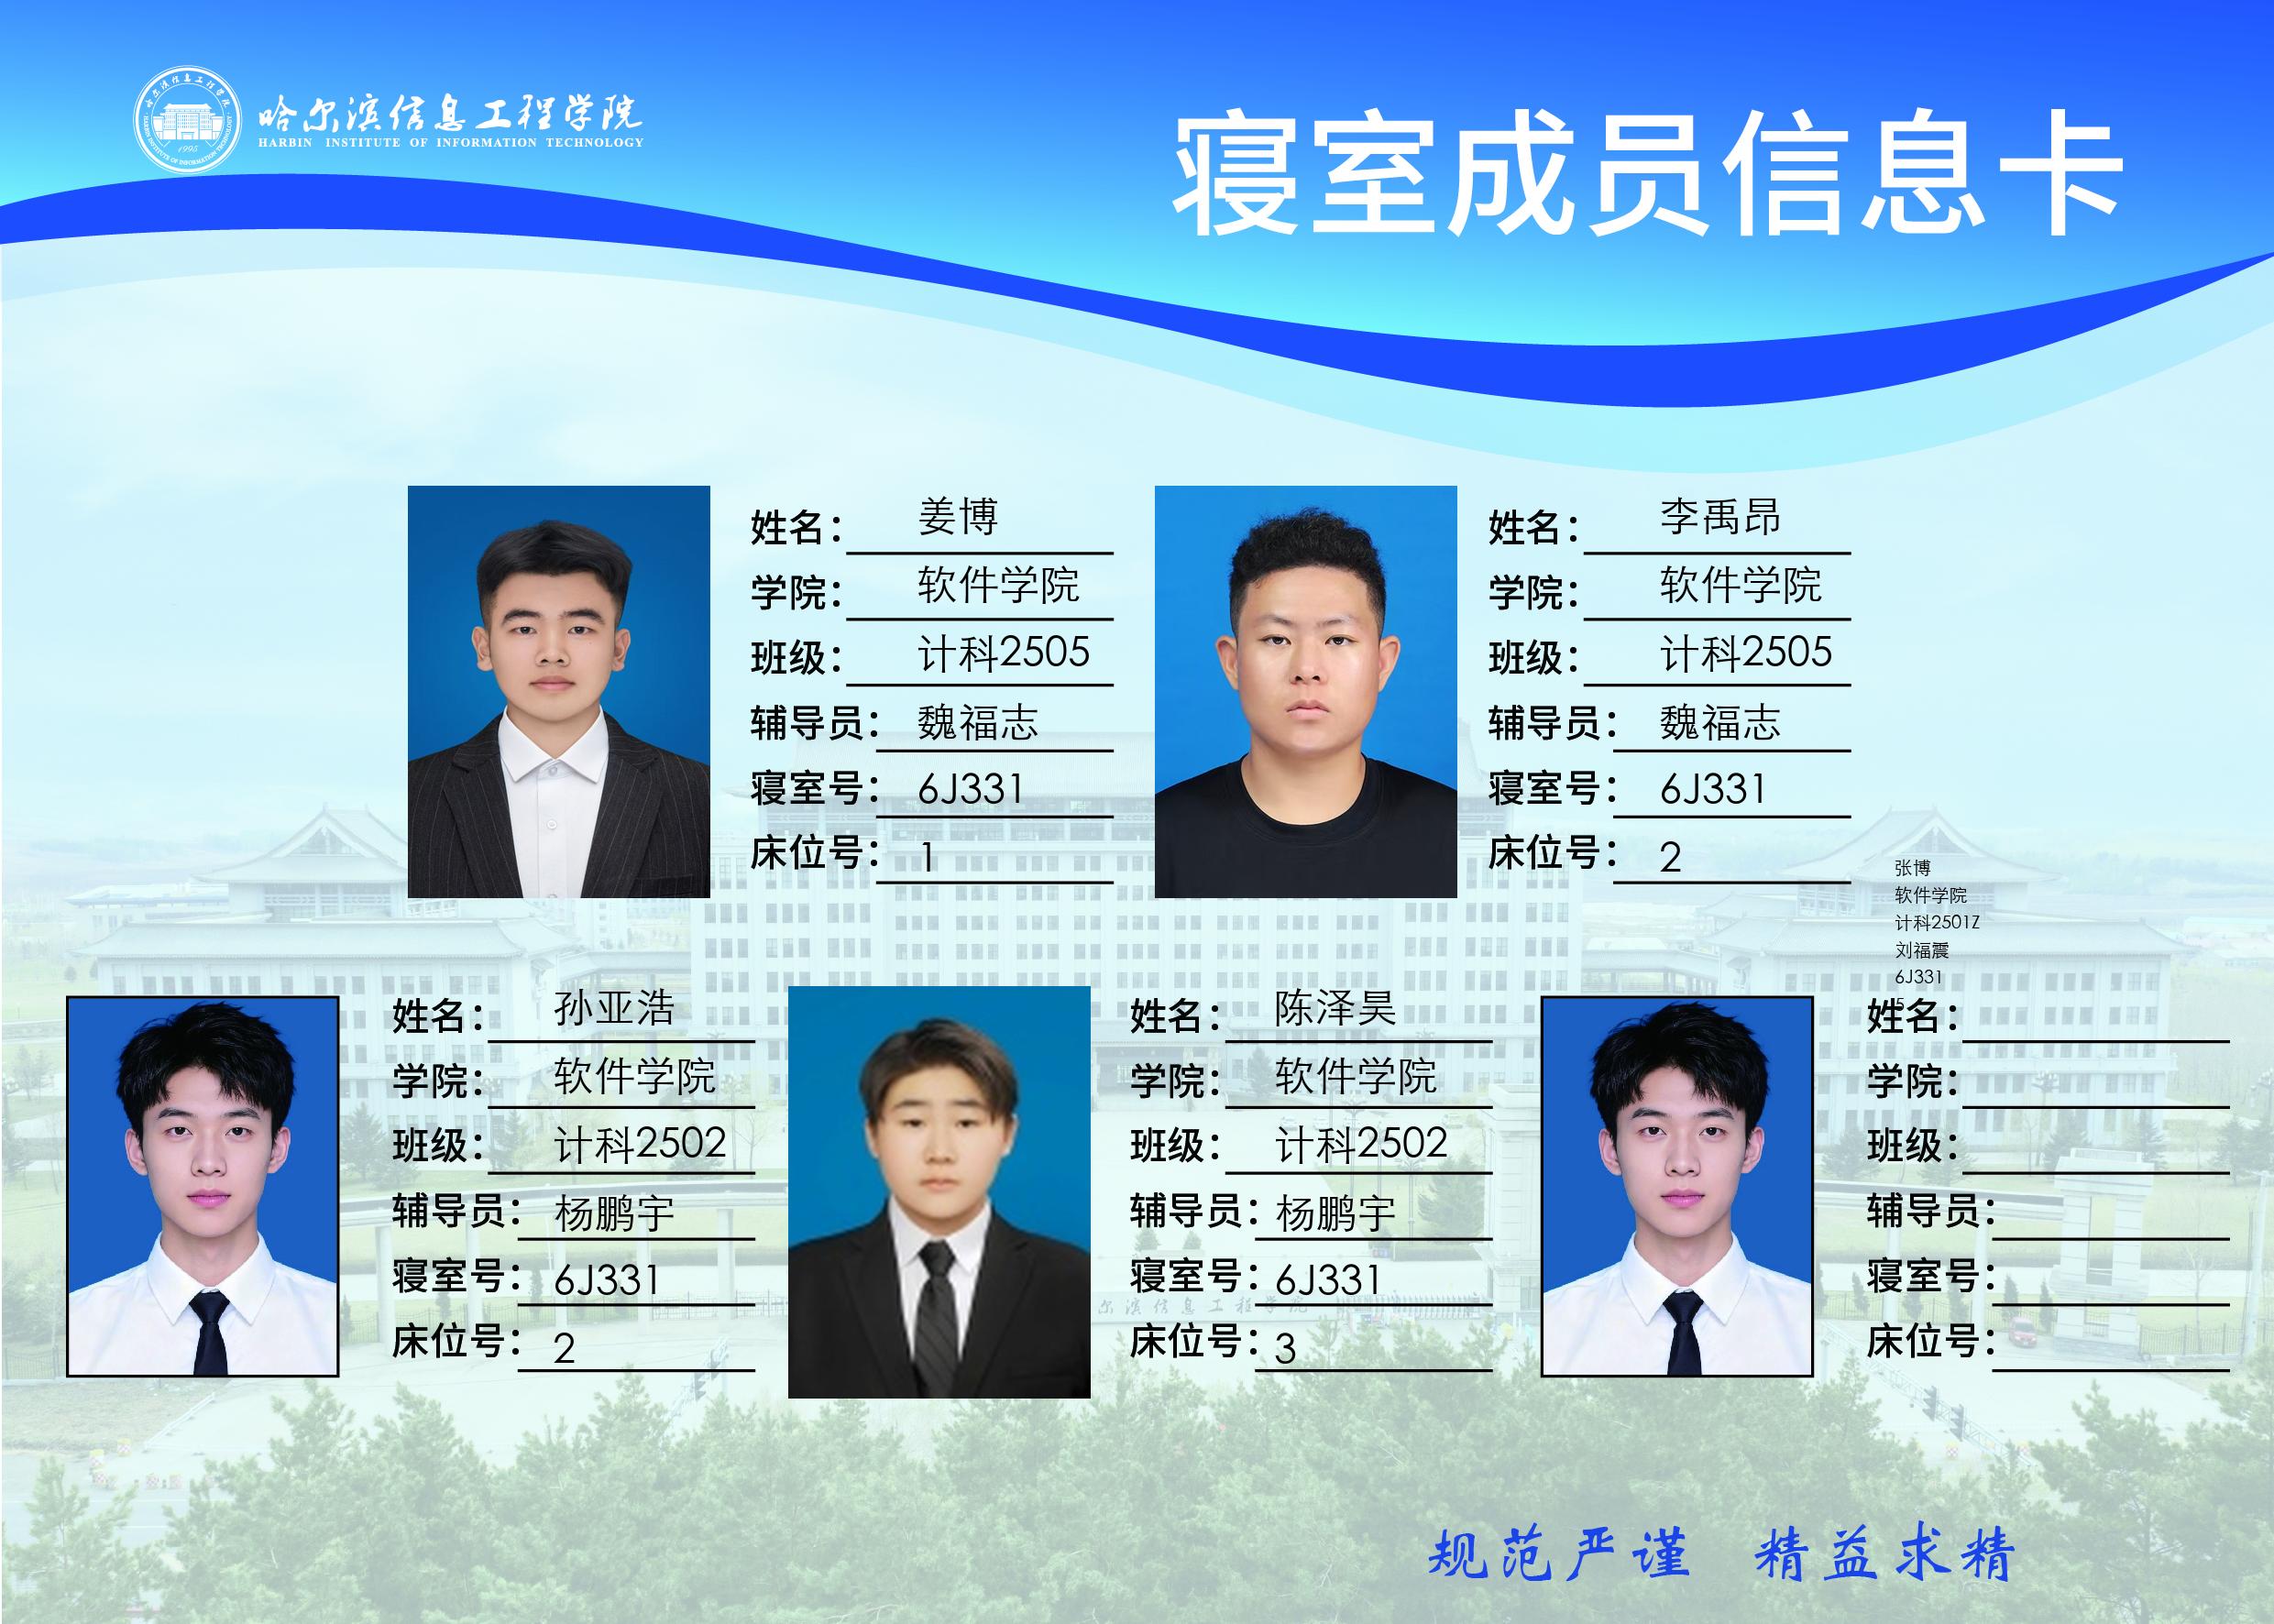 哈尔滨信息工程学院
HARBIN INSTITUTE OF INFORMATION TECHNOLOGY
1995
寝室成员信息卡
姓名： 姜博
学院： 软件学院
班级： 计科2505
辅导员： 魏福志
寝室号： 6J331
床位号： 1
姓名： 李禹昂
学院： 软件学院
班级： 计科2505
辅导员： 魏福志
寝室号： 6J331
床位号： 2
张博
软件学院
计科2501Z
刘福震
6J331
5
姓名： 孙亚浩
学院： 软件学院
班级： 计科2502
辅导员： 杨鹏宇
寝室号： 6J331
床位号： 2
姓名： 陈泽昊
学院： 软件学院
班级： 计科2502
辅导员： 杨鹏宇
寝室号： 6J331
床位号： 3
姓名：
学院：
班级：
辅导员：
寝室号：
床位号：
尔滨信息工程学院
规范严谨 精益求精